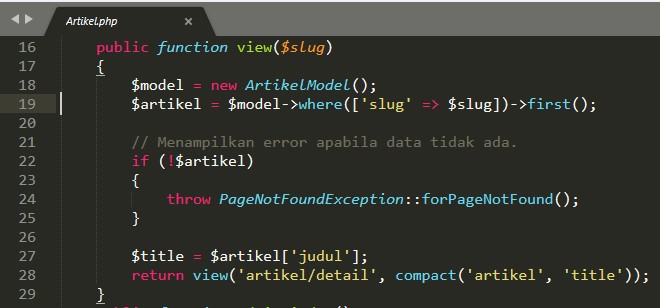 Artikel.php
16 public function view($slug)
17 {
18 $model = new ArtikelModel();
19 $artikel = $model->where(['slug' => $slug])->first();
20
21 // Menampilkan error apabila data tidak ada.
22 if (!$artikel)
23 {
24 throw PageNotFoundException::forPageNotFound();
25 }
26
27 $title = $artikel['judul'];
28 return view('artikel/detail', compact('artikel', 'title'));
29 }